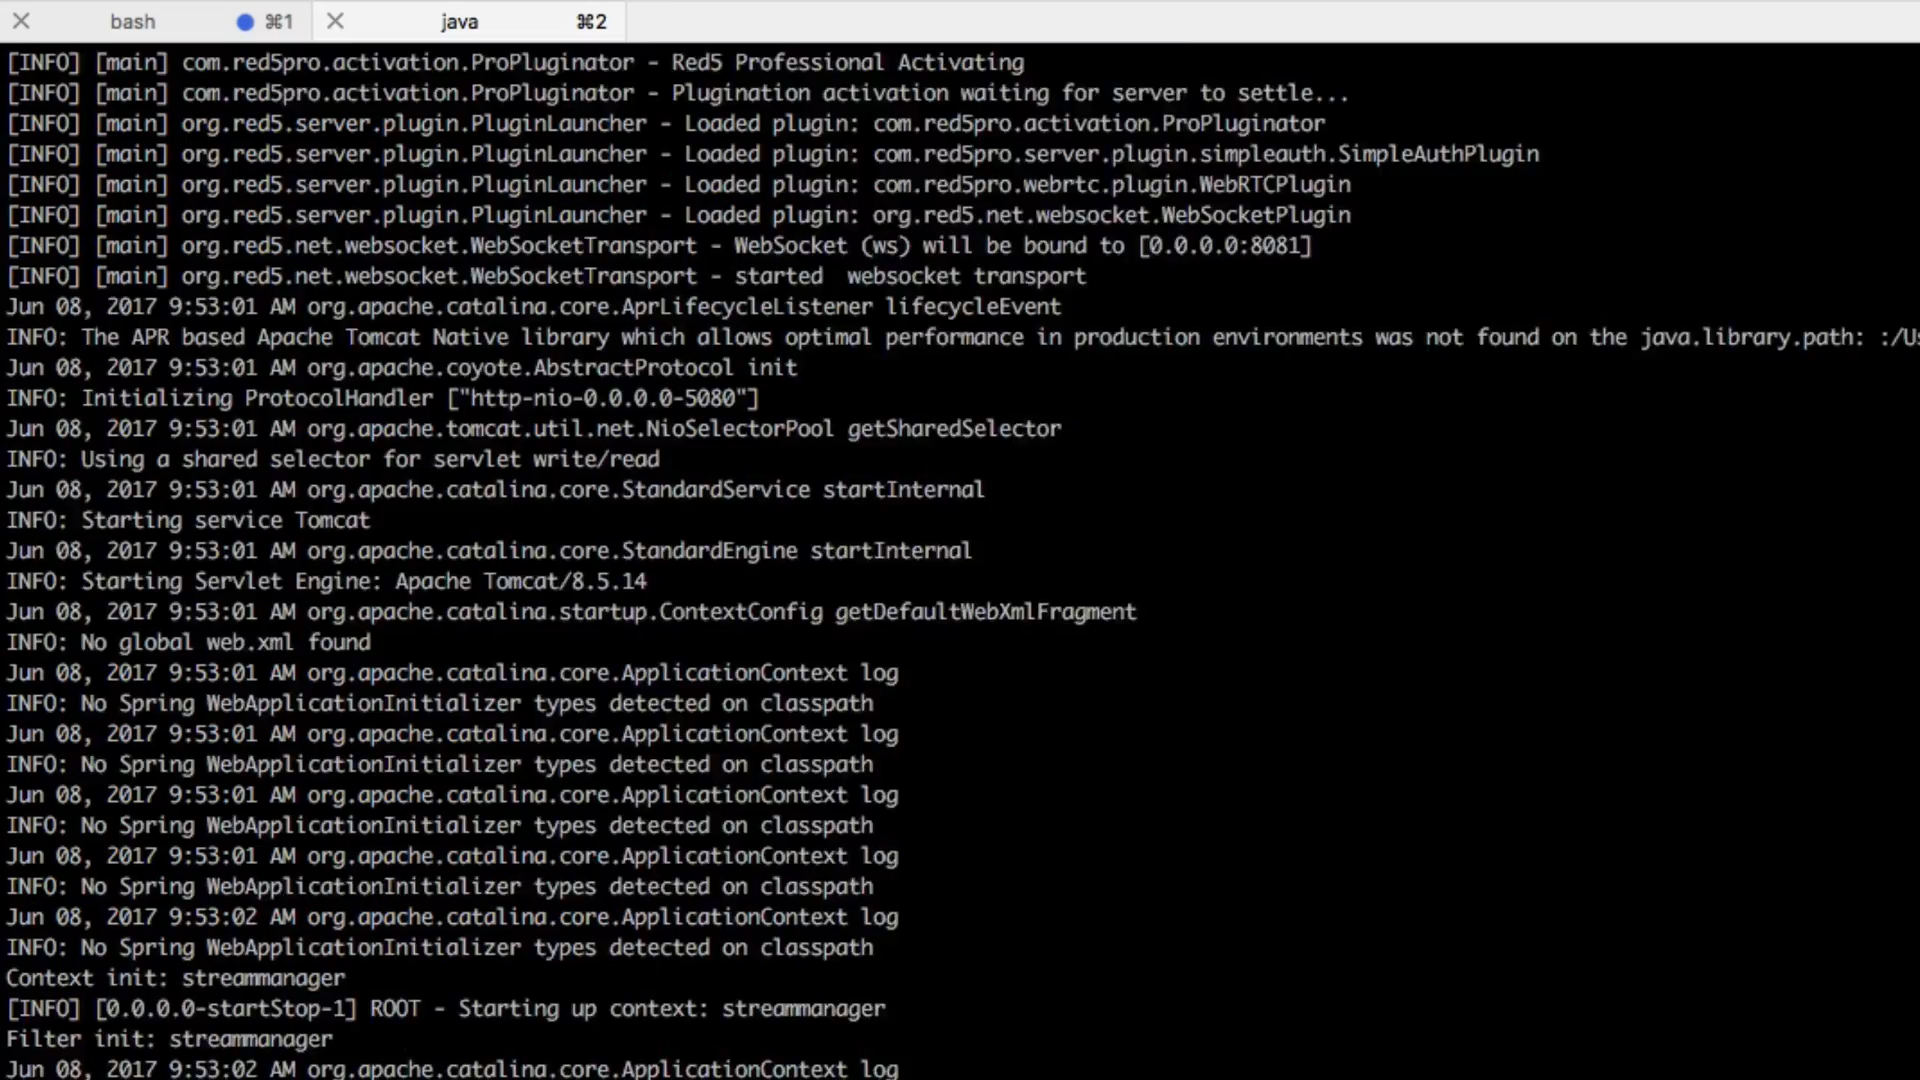 bash ⌘1 java ⌘2
[INFO] [main] com.red5pro.activation.ProPluginator - Red5 Professional Activating
[INFO] [main] com.red5pro.activation.ProPluginator - Plugination activation waiting for server to settle...
[INFO] [main] org.red5.server.plugin.PluginLauncher - Loaded plugin: com.red5pro.activation.ProPluginator
[INFO] [main] org.red5.server.plugin.PluginLauncher - Loaded plugin: com.red5pro.server.plugin.simpleauth.SimpleAuthPlugin
[INFO] [main] org.red5.server.plugin.PluginLauncher - Loaded plugin: com.red5pro.webrtc.plugin.WebRTCPlugin
[INFO] [main] org.red5.server.plugin.PluginLauncher - Loaded plugin: org.red5.net.websocket.WebSocketPlugin
[INFO] [main] org.red5.net.websocket.WebSocketTransport - WebSocket (ws) will be bound to [0.0.0.0:8081]
[INFO] [main] org.red5.net.websocket.WebSocketTransport - started  websocket transport
Jun 08, 2017 9:53:01 AM org.apache.catalina.core.AprLifecycleListener lifecycleEvent
INFO: The APR based Apache Tomcat Native library which allows optimal performance in production environments was not found on the java.library.path: :/Us
Jun 08, 2017 9:53:01 AM org.apache.coyote.AbstractProtocol init
INFO: Initializing ProtocolHandler ["http-nio-0.0.0.0-5080"]
Jun 08, 2017 9:53:01 AM org.apache.tomcat.util.net.NioSelectorPool getSharedSelector
INFO: Using a shared selector for servlet write/read
Jun 08, 2017 9:53:01 AM org.apache.catalina.core.StandardService startInternal
INFO: Starting service Tomcat
Jun 08, 2017 9:53:01 AM org.apache.catalina.core.StandardEngine startInternal
INFO: Starting Servlet Engine: Apache Tomcat/8.5.14
Jun 08, 2017 9:53:01 AM org.apache.catalina.startup.ContextConfig getDefaultWebXmlFragment
INFO: No global web.xml found
Jun 08, 2017 9:53:01 AM org.apache.catalina.core.ApplicationContext log
INFO: No Spring WebApplicationInitializer types detected on classpath
Jun 08, 2017 9:53:01 AM org.apache.catalina.core.ApplicationContext log
INFO: No Spring WebApplicationInitializer types detected on classpath
Jun 08, 2017 9:53:01 AM org.apache.catalina.core.ApplicationContext log
INFO: No Spring WebApplicationInitializer types detected on classpath
Jun 08, 2017 9:53:01 AM org.apache.catalina.core.ApplicationContext log
INFO: No Spring WebApplicationInitializer types detected on classpath
Jun 08, 2017 9:53:02 AM org.apache.catalina.core.ApplicationContext log
INFO: No Spring WebApplicationInitializer types detected on classpath
Context init: streammanager
[INFO] [0.0.0.0-startStop-1] ROOT - Starting up context: streammanager
Filter init: streammanager
Jun 08, 2017 9:53:02 AM org.apache.catalina.core.ApplicationContext log